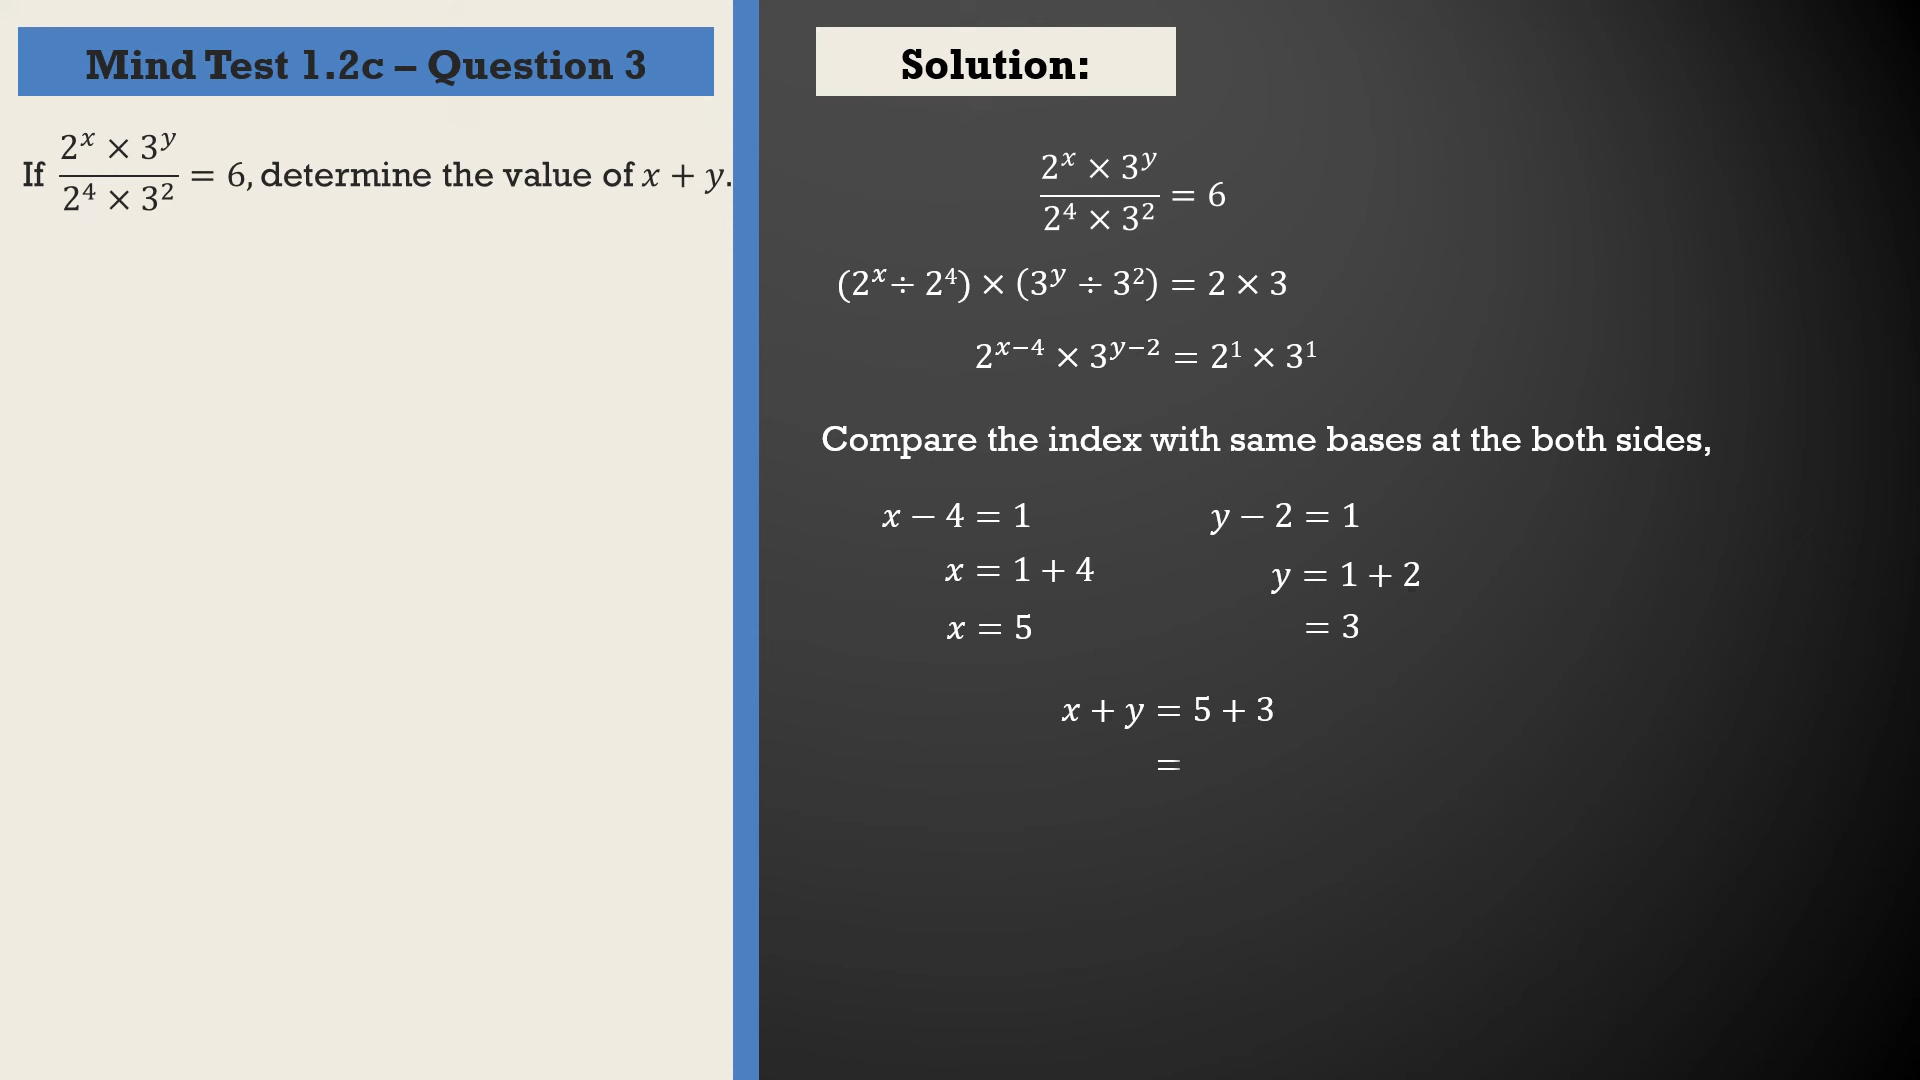 Mind Test 1.2c – Question 3
If (2^x × 3^y)/(2^4 × 3^2) = 6, determine the value of x + y.
Solution:
(2^x × 3^y)/(2^4 × 3^2) = 6
(2^x ÷ 2^4) × (3^y ÷ 3^2) = 2 × 3
2^(x−4) × 3^(y−2) = 2^1 × 3^1
Compare the index with same bases at the both sides,
x − 4 = 1
x = 1 + 4
x = 5
y − 2 = 1
y = 1 + 2
= 3
x + y = 5 + 3
=